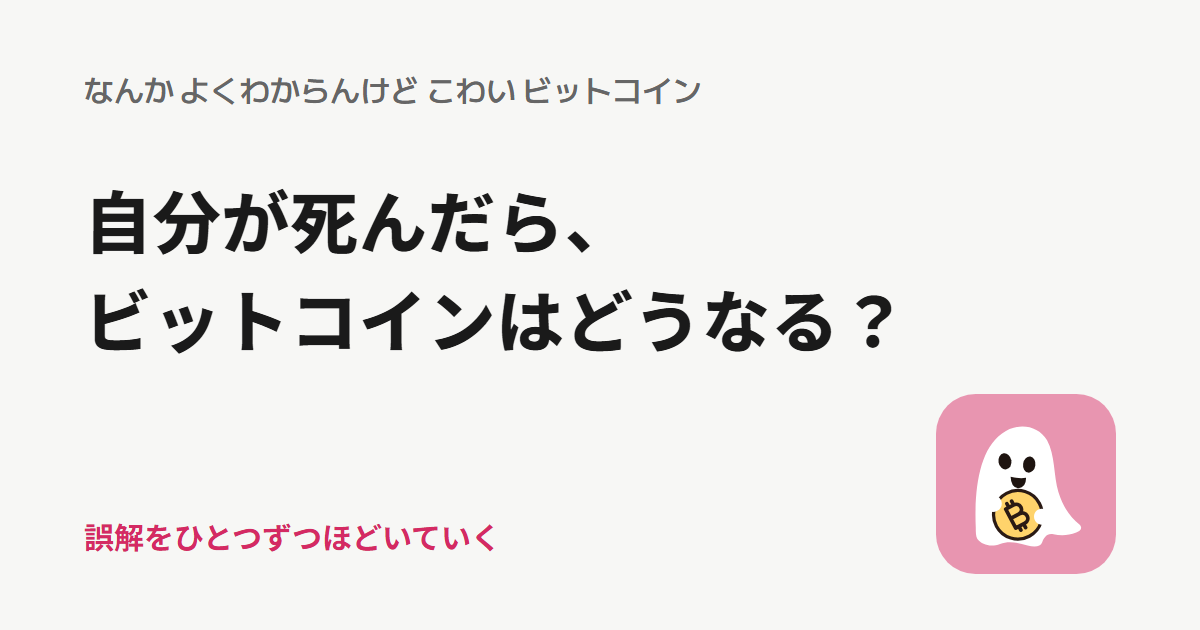 なんか よくわからんけど こわい ビットコイン
自分が死んだら、
ビットコインはどうなる？
誤解をひとつずつほどいていく